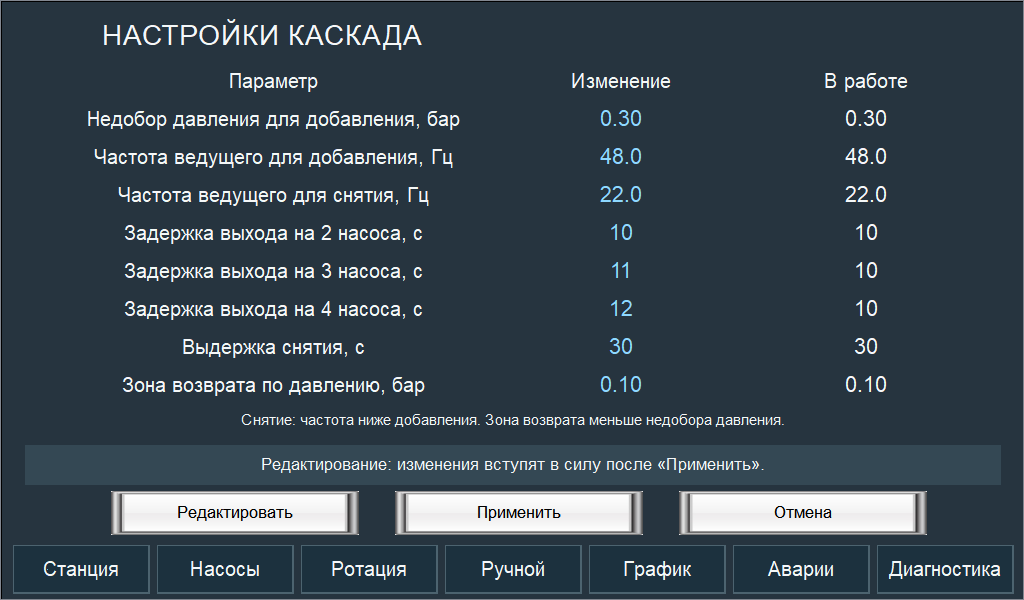 НАСТРОЙКИ КАСКАДА
Параметр Изменение В работе
Недобор давления для добавления, бар 0.30 0.30
Частота ведущего для добавления, Гц 48.0 48.0
Частота ведущего для снятия, Гц 22.0 22.0
Задержка выхода на 2 насоса, с 10 10
Задержка выхода на 3 насоса, с 11 10
Задержка выхода на 4 насоса, с 12 10
Выдержка снятия, с 30 30
Зона возврата по давлению, бар 0.10 0.10
Снятие: частота ниже добавления. Зона возврата меньше недобора давления.
Редактирование: изменения вступят в силу после «Применить».
Редактировать Применить Отмена
Станция Насосы Ротация Ручной График Аварии Диагностика